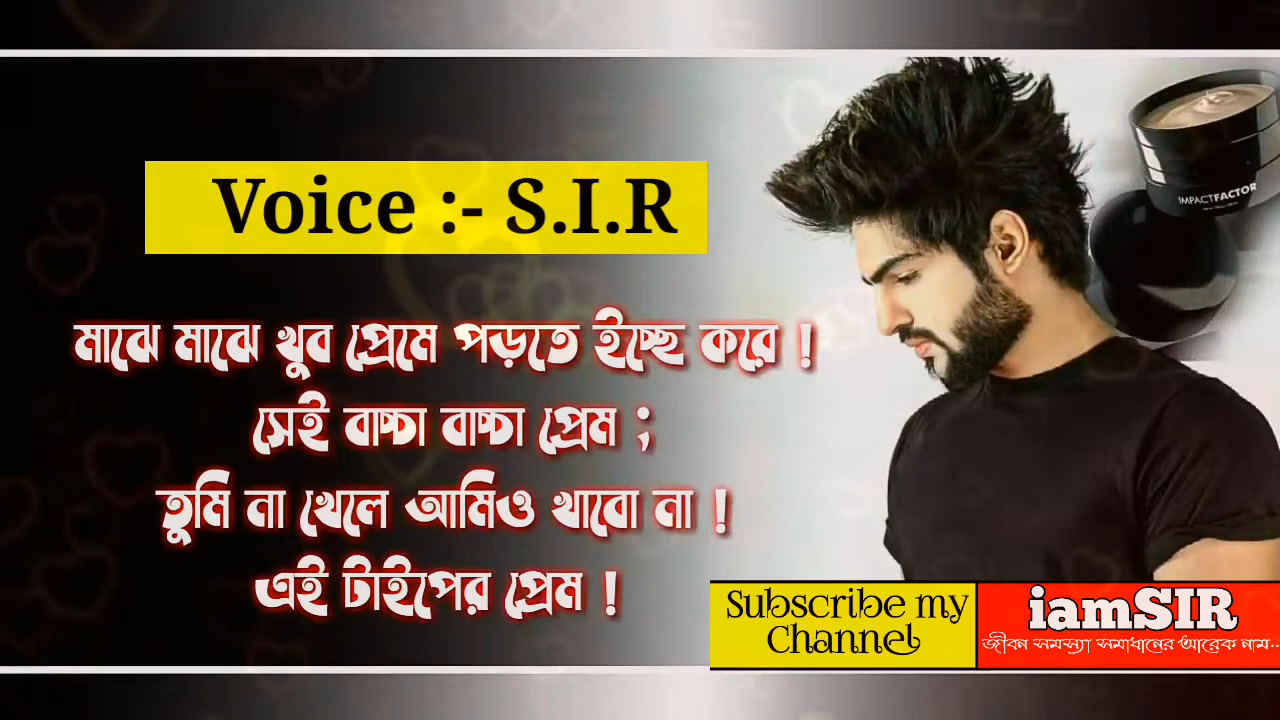 Voice :- S.I.R
মাঝে মাঝে খুব প্রেমে পড়তে ইচ্ছে করে !
সেই বাচ্চা বাচ্চা প্রেম ;
তুমি না খেলে আমিও খাবো না !
এই টাইপের প্রেম !
IMPACTFACTOR
Subscribe my
Channel
iamSIR
জীবন সমস্যা সমাধানের আরেক নাম..